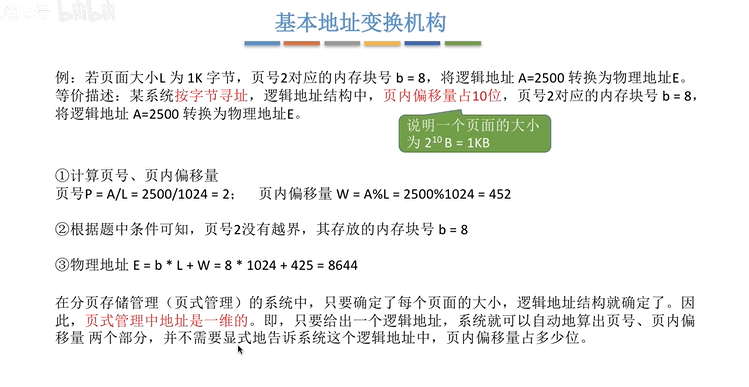 基本地址变换机构
例：若页面大小L 为 1K 字节，页号2对应的内存块号 b = 8，将逻辑地址 A=2500 转换为物理地址E。
等价描述：某系统按字节寻址，逻辑地址结构中，页内偏移量占10位，页号2对应的内存块号 b = 8，
将逻辑地址 A=2500 转换为物理地址E。
说明一个页面的大小
为 2¹⁰ B = 1KB
①计算页号、页内偏移量
页号P = A/L = 2500/1024 = 2； 页内偏移量 W = A%L = 2500%1024 = 452
②根据题中条件可知，页号2没有越界，其存放的内存块号 b = 8
③物理地址 E = b * L + W = 8 * 1024 + 425 = 8644
在分页存储管理（页式管理）的系统中，只要确定了每个页面的大小，逻辑地址结构就确定了。因
此，页式管理中地址是一维的。即，只要给出一个逻辑地址，系统就可以自动地算出页号、页内偏
移量 两个部分，并不需要显式地告诉系统这个逻辑地址中，页内偏移量占多少位。